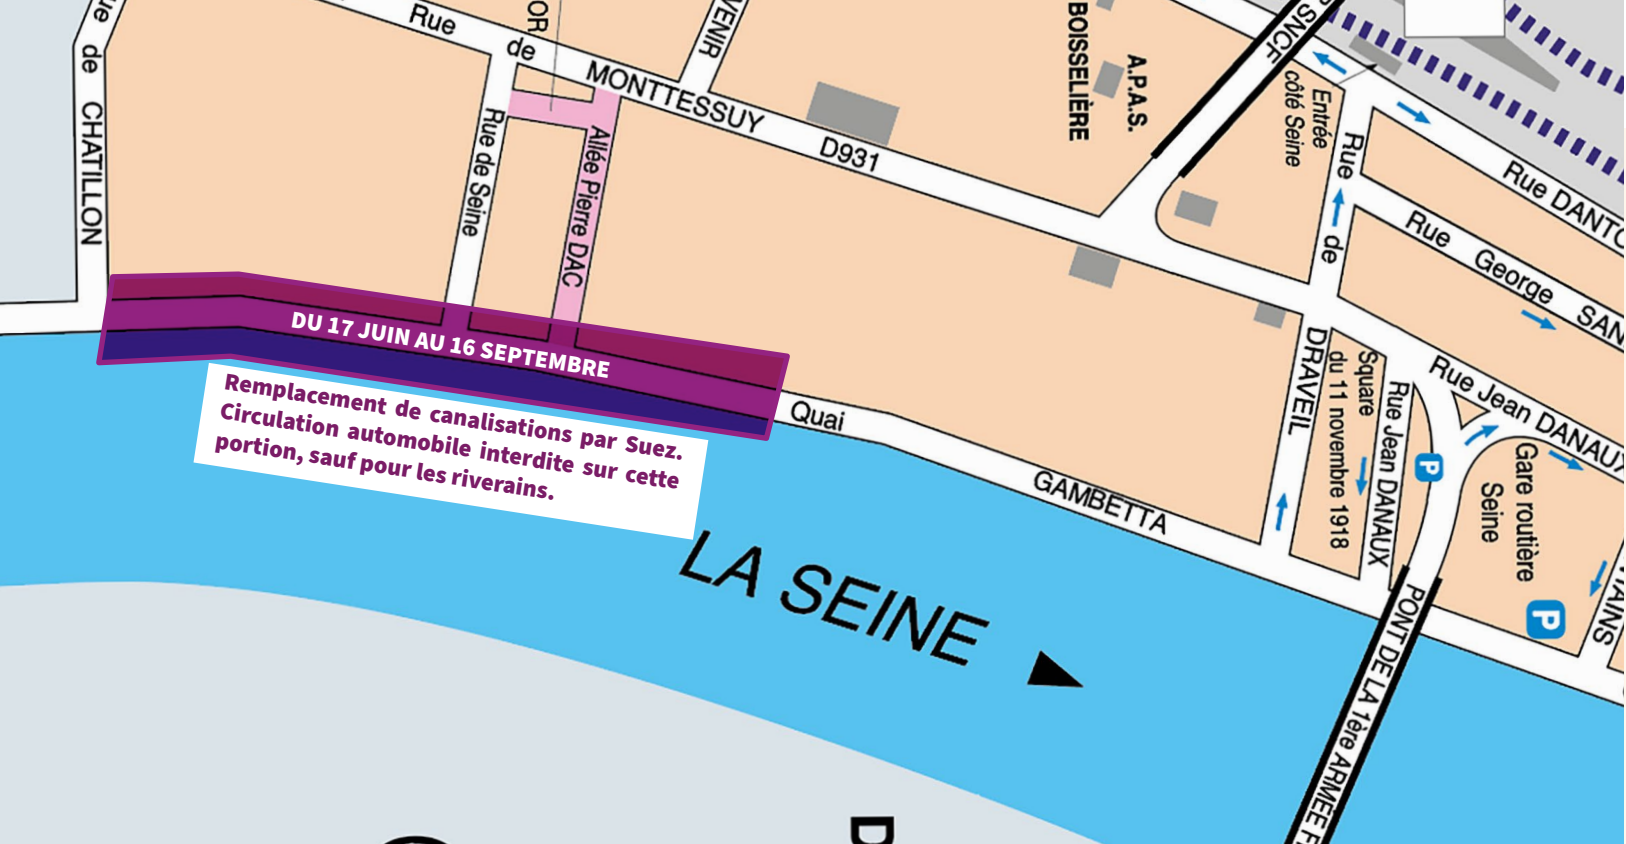 Rue de MONTTESSUY
D931
de CHATILLON
Rue de Seine
Allée Pierre DAC
OR
VENIR
BOISSELIÈRE
A.P.A.S.
SNCF
Entrée
côté Seine
Rue de DRAVEIL
Rue DANTO
Rue George SAN
Rue Jean DANAUX
Square
du 11 novembre 1918
Rue Jean DANAUX
P
Gare routière
Seine
P
AINS
DU 17 JUIN AU 16 SEPTEMBRE
Remplacement de canalisations par Suez.
Circulation automobile interdite sur cette
portion, sauf pour les riverains.
Quai GAMBETTA
LA SEINE
PONT DE LA 1ère ARMÉE F
D